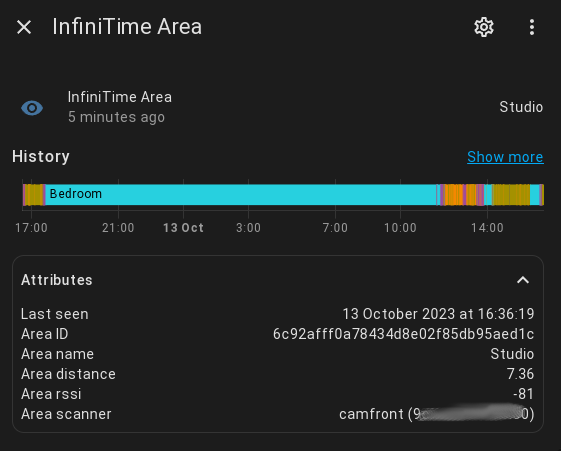 InfiniTime Area
InfiniTime Area
5 minutes ago
Studio
History
Show more
Bedroom
17:00 21:00 13 Oct 3:00 7:00 10:00 14:00
Attributes
Last seen 13 October 2023 at 16:36:19
Area ID 6c92afff0a78434d8e02f85db95aed1c
Area name Studio
Area distance 7.36
Area rssi -81
Area scanner camfront (9 0)